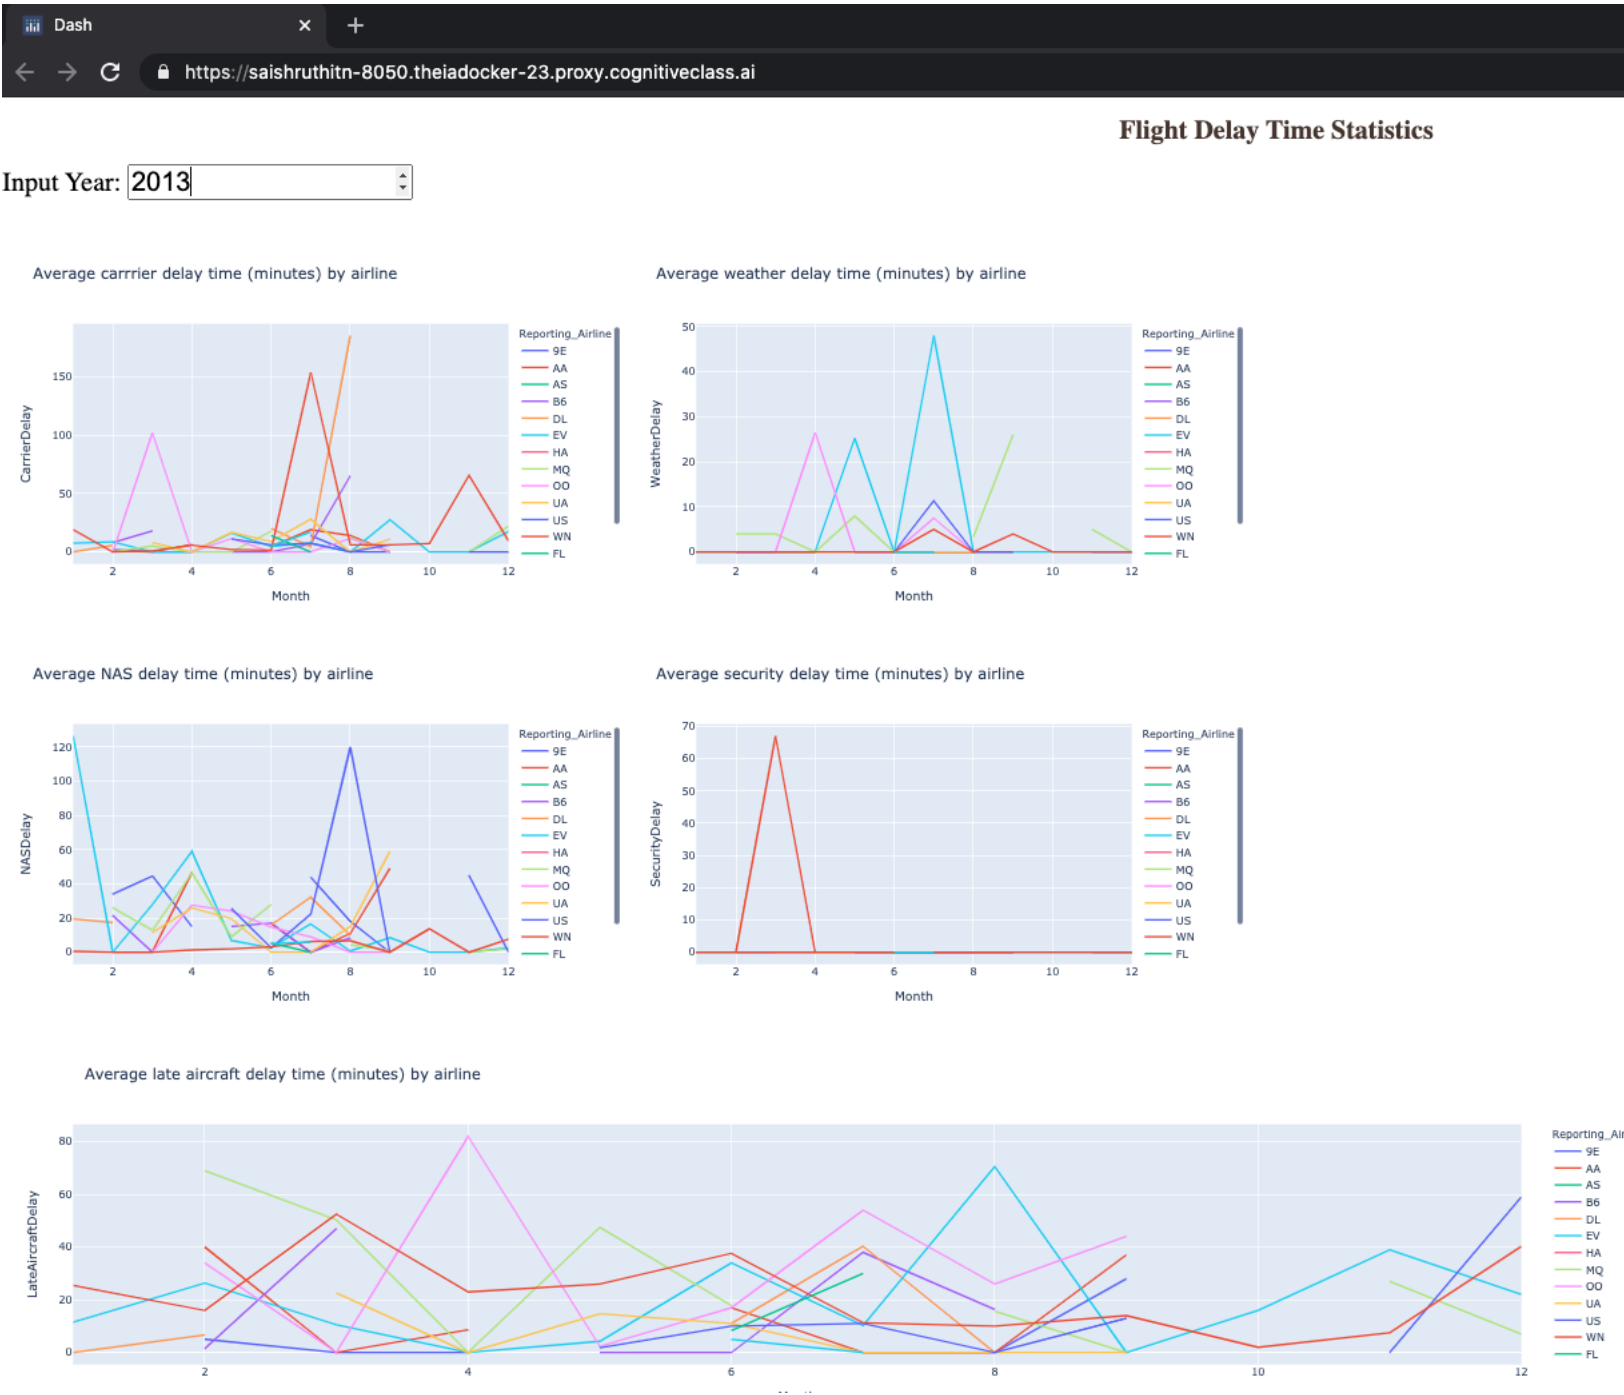 Dash
https://saishruthitn-8050.theiadocker-23.proxy.cognitiveclass.ai
Flight Delay Time Statistics
Input Year: 2013
Average carrrier delay time (minutes) by airline
CarrierDelay
150
100
50
0
2 4 6 8 10 12
Month
Reporting_Airline
9E
AA
AS
B6
DL
EV
HA
MQ
OO
UA
US
WN
FL
Average weather delay time (minutes) by airline
WeatherDelay
50
40
30
20
10
0
2 4 6 8 10 12
Month
Reporting_Airline
9E
AA
AS
B6
DL
EV
HA
MQ
OO
UA
US
WN
FL
Average NAS delay time (minutes) by airline
NASDelay
120
100
80
60
40
20
0
2 4 6 8 10 12
Month
Reporting_Airline
9E
AA
AS
B6
DL
EV
HA
MQ
OO
UA
US
WN
FL
Average security delay time (minutes) by airline
SecurityDelay
70
60
50
40
30
20
10
0
2 4 6 8 10 12
Month
Reporting_Airline
9E
AA
AS
B6
DL
EV
HA
MQ
OO
UA
US
WN
FL
Average late aircraft delay time (minutes) by airline
LateAircraftDelay
80
60
40
20
0
2 4 6 8 10 12
Reporting_Air
9E
AA
AS
B6
DL
EV
HA
MQ
OO
UA
US
WN
FL